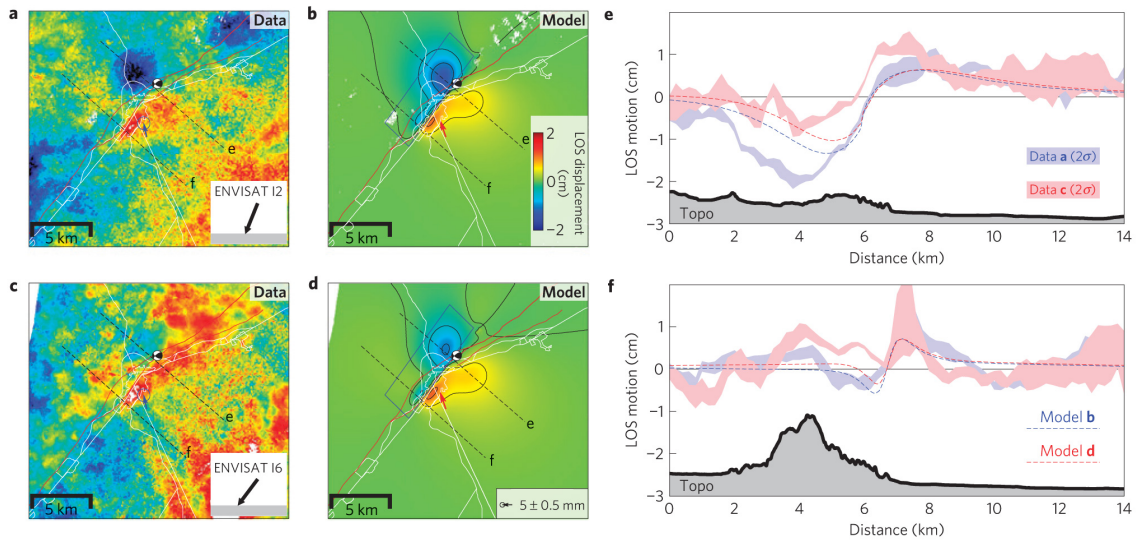 a
Data
e
f
ENVISAT I2
5 km
b
Model
e
f
2
0
−2
LOS displacement
(cm)
5 km
c
Data
e
f
ENVISAT I6
5 km
d
Model
e
f
5 ± 0.5 mm
5 km
e
LOS motion (cm)
1
0
−1
−2
−3
Data a (2σ)
Data c (2σ)
Topo
0 2 4 6 8 10 12 14
Distance (km)
f
LOS motion (cm)
1
0
−1
−2
−3
Model b
Model d
Topo
0 2 4 6 8 10 12 14
Distance (km)